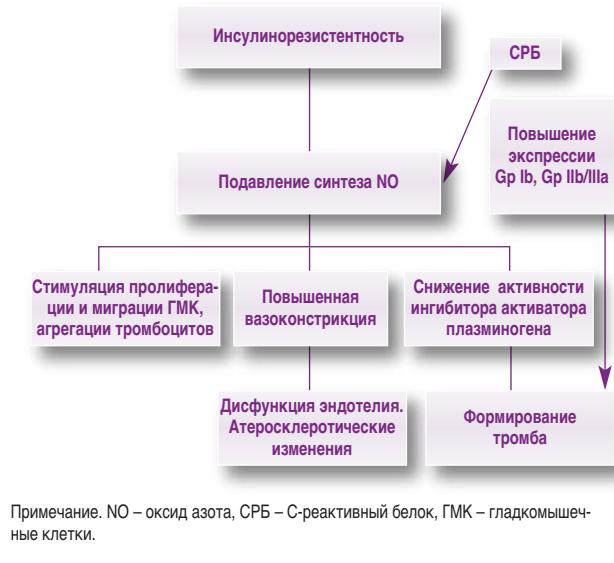 Инсулинорезистентность
СРБ
Повышение
экспрессии
Gp Ib, Gp IIb/IIIa
Подавление синтеза NO
Стимуляция пролифера-
ции и миграции ГМК,
агрегации тромбоцитов
Повышенная
вазоконстрикция
Снижение активности
ингибитора активатора
плазминогена
Дисфункция эндотелия.
Атеросклеротические
изменения
Формирование
тромба
Примечание. NO – оксид азота, СРБ – С-реактивный белок, ГМК – гладкомышеч-
ные клетки.